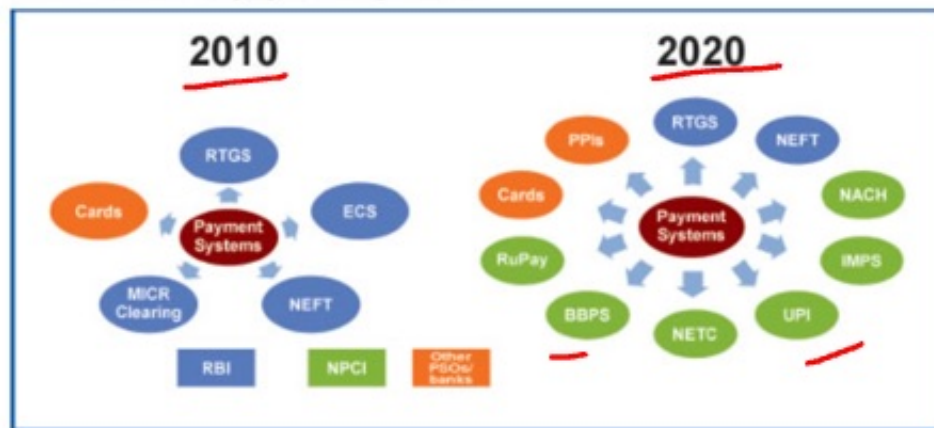 2010
RTGS
Cards
ECS
Payment
Systems
MICR
Clearing
NEFT
RBI
NPCI
Other
PSOs/
banks
2020
RTGS
PPIs
NEFT
Cards
NACH
Payment
Systems
RuPay
IMPS
BBPS
UPI
NETC